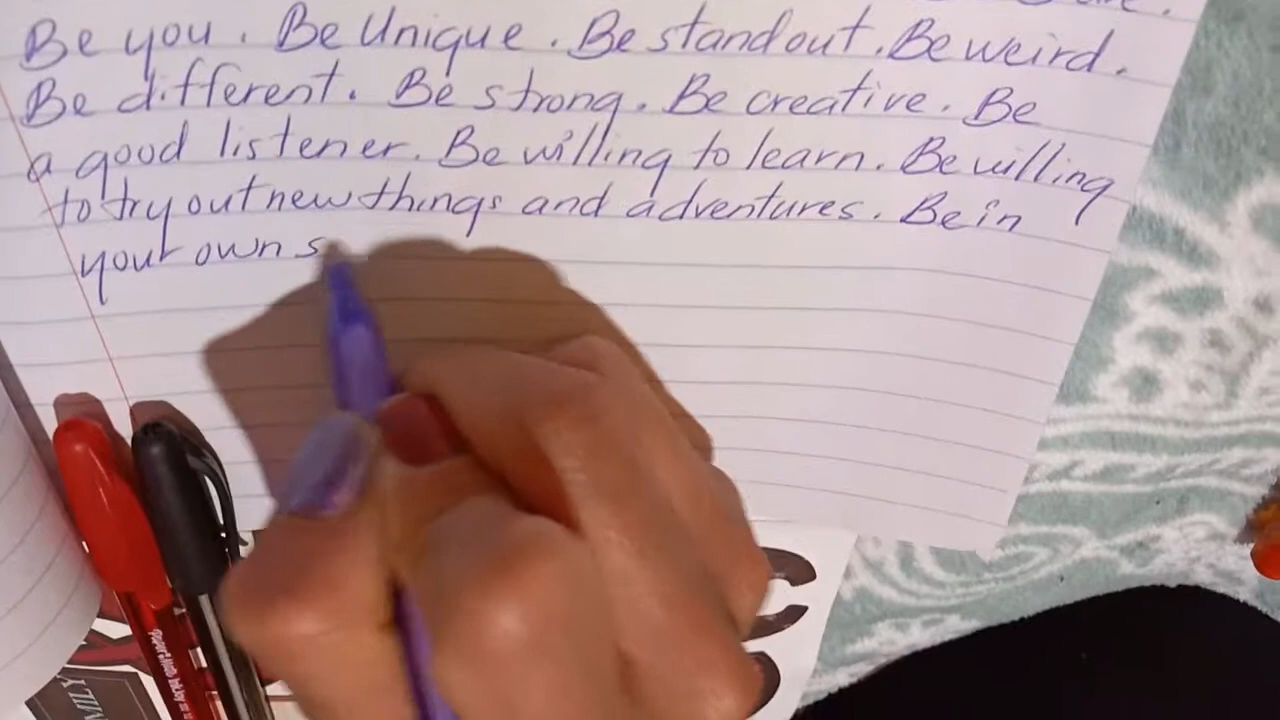 Be you. Be Unique. Be standout. Be weird.
Be different. Be strong. Be creative. Be
a good listener. Be willing to learn. Be willing
to try out new things and adventures. Be in
your own s
MILY